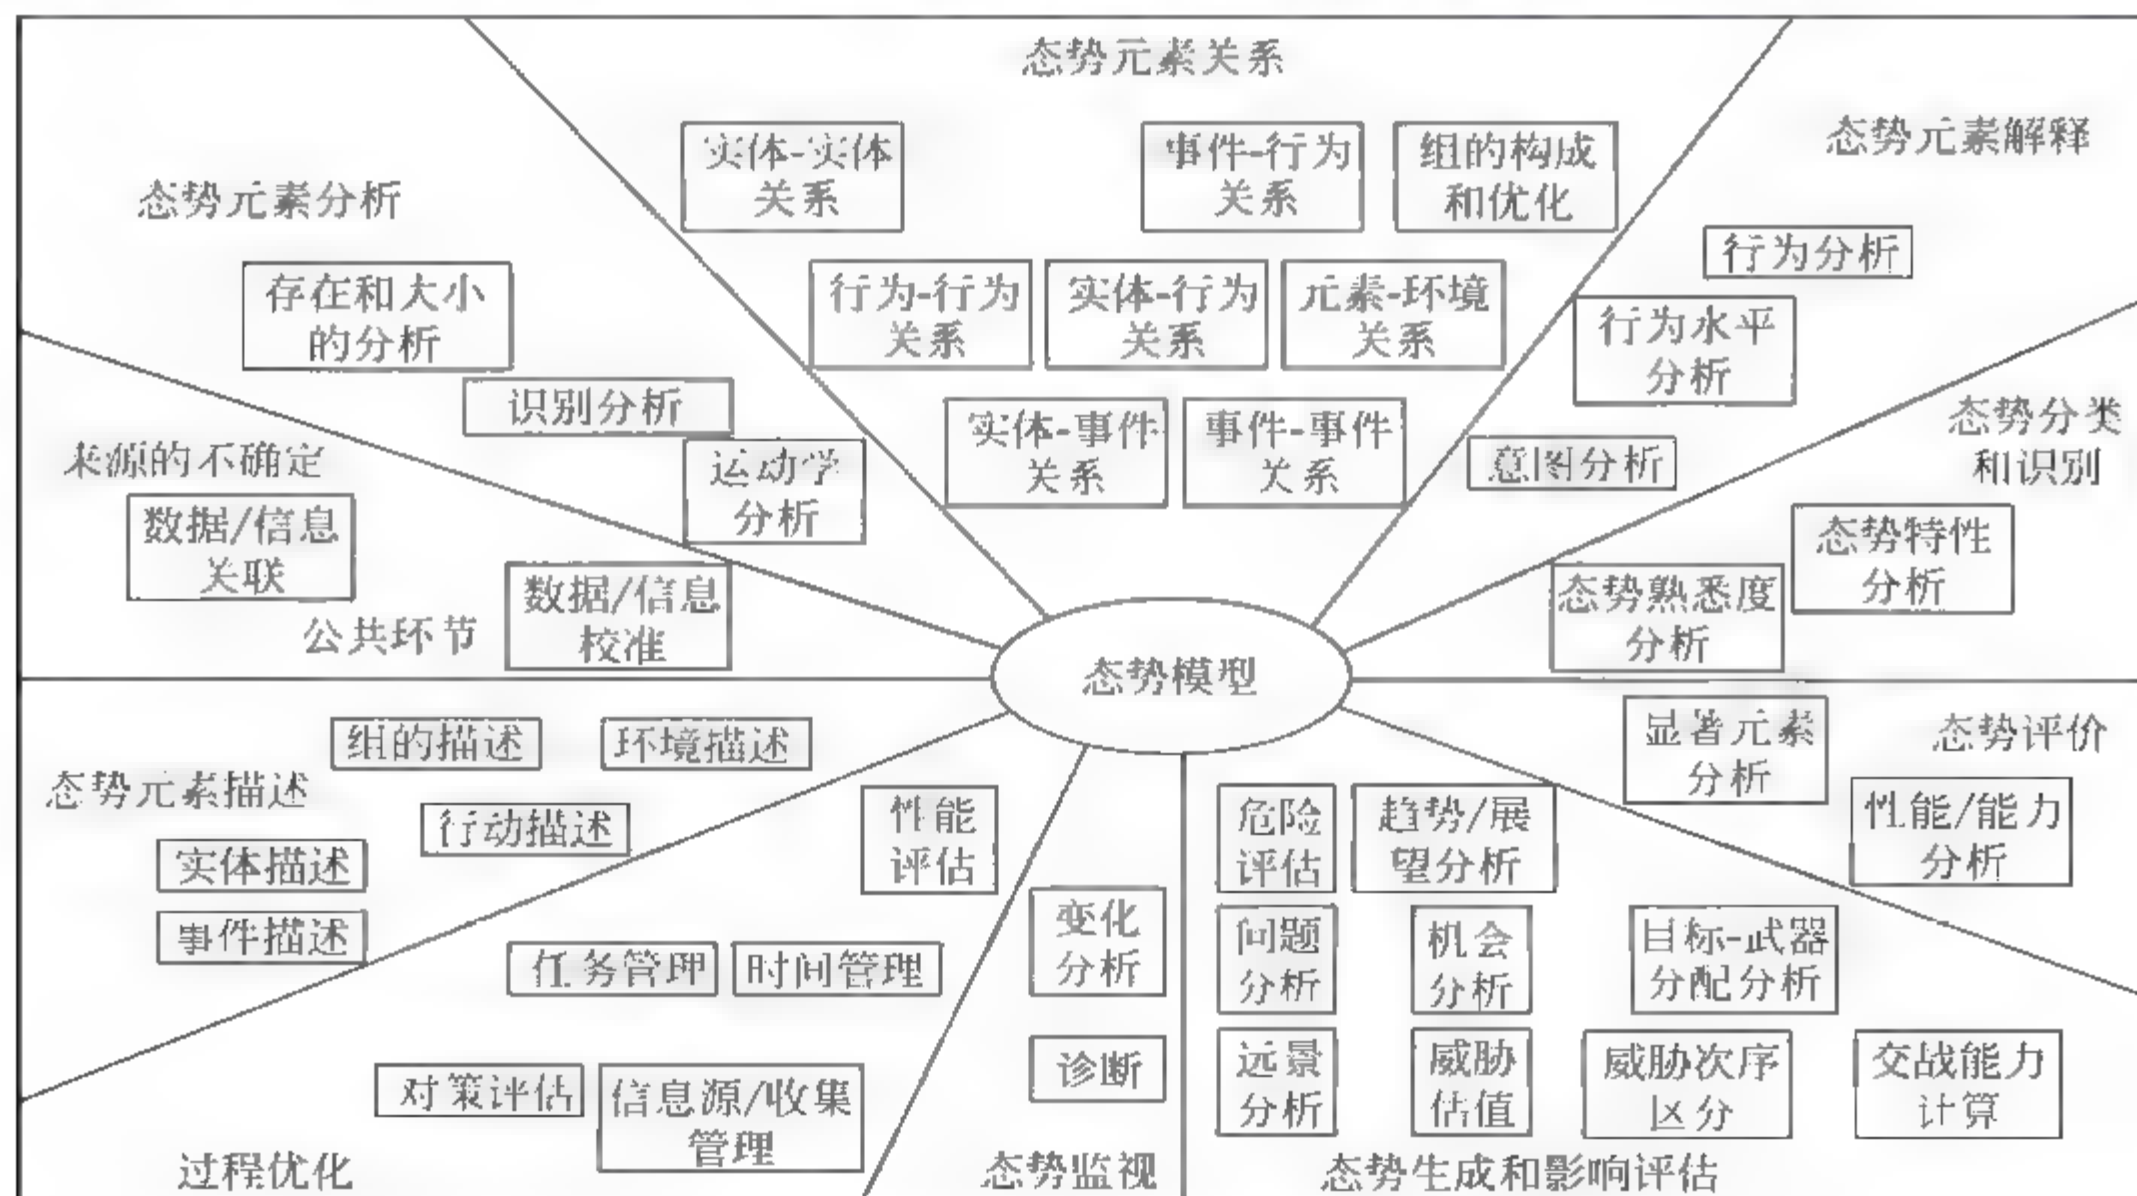 态势元素关系
实体-实体
关系
事件-行为
关系
组的构成
和优化
行为-行为
关系
实体-行为
关系
元素-环境
关系
实体-事件
关系
事件-事件
关系
态势元素解释
行为分析
行为水平
分析
意图分析
态势元素分析
存在和大小
的分析
识别分析
运动学
分析
来源的不确定
数据/信息
关联
公共环节
数据/信息
校准
态势分类
和识别
态势特性
分析
态势熟悉度
分析
态势模型
态势元素描述
组的描述
环境描述
行动描述
实体描述
事件描述
性能
评估
任务管理
时间管理
对策评估
信息源/收集
管理
过程优化
变化
分析
诊断
态势监视
显著元素
分析
态势评价
性能/能力
分析
危险
评估
趋势/展
望分析
问题
分析
机会
分析
目标-武器
分配分析
远景
分析
威胁
估值
威胁次序
区分
交战能力
计算
态势生成和影响评估